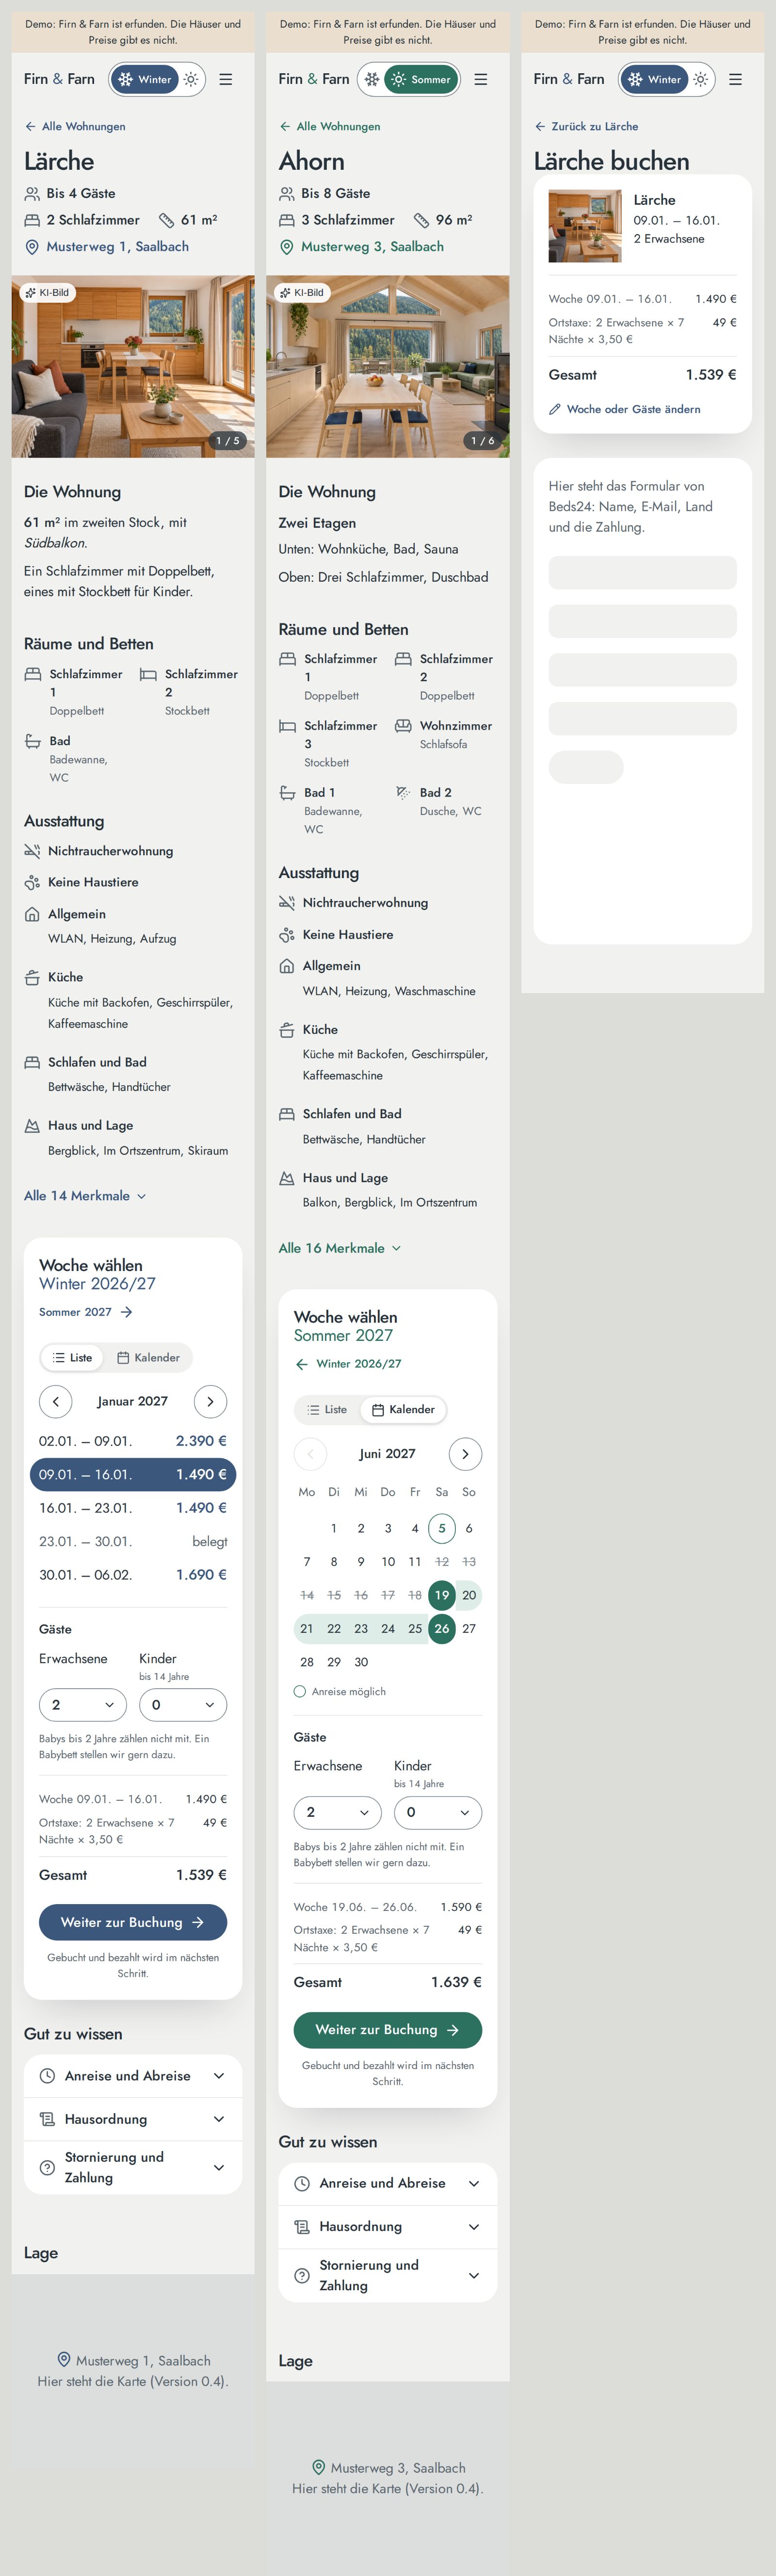 Demo: Firn & Farn ist erfunden. Die Häuser und
Preise gibt es nicht.
Firn & Farn
Winter
Alle Wohnungen
Lärche
Bis 4 Gäste
2 Schlafzimmer 61 m²
Musterweg 1, Saalbach
KI-Bild
1 / 5
Die Wohnung
61 m² im zweiten Stock, mit
Südbalkon.
Ein Schlafzimmer mit Doppelbett,
eines mit Stockbett für Kinder.
Räume und Betten
Schlafzimmer
1
Doppelbett
Schlafzimmer
2
Stockbett
Bad
Badewanne,
WC
Ausstattung
Nichtraucherwohnung
Keine Haustiere
Allgemein
WLAN, Heizung, Aufzug
Küche
Küche mit Backofen, Geschirrspüler,
Kaffeemaschine
Schlafen und Bad
Bettwäsche, Handtücher
Haus und Lage
Bergblick, Im Ortszentrum, Skiraum
Alle 14 Merkmale
Woche wählen
Winter 2026/27
Sommer 2027
Liste Kalender
Januar 2027
02.01. – 09.01. 2.390 €
09.01. – 16.01. 1.490 €
16.01. – 23.01. 1.490 €
23.01. – 30.01. belegt
30.01. – 06.02. 1.690 €
Gäste
Erwachsene
Kinder
bis 14 Jahre
2 0
Babys bis 2 Jahre zählen nicht mit. Ein
Babybett stellen wir gern dazu.
Woche 09.01. – 16.01. 1.490 €
Ortstaxe: 2 Erwachsene × 7 49 €
Nächte × 3,50 €
Gesamt 1.539 €
Weiter zur Buchung
Gebucht und bezahlt wird im nächsten
Schritt.
Gut zu wissen
Anreise und Abreise
Hausordnung
Stornierung und
Zahlung
Lage
Musterweg 1, Saalbach
Hier steht die Karte (Version 0.4).
Demo: Firn & Farn ist erfunden. Die Häuser und
Preise gibt es nicht.
Firn & Farn
Sommer
Alle Wohnungen
Ahorn
Bis 8 Gäste
3 Schlafzimmer 96 m²
Musterweg 3, Saalbach
KI-Bild
1 / 6
Die Wohnung
Zwei Etagen
Unten: Wohnküche, Bad, Sauna
Oben: Drei Schlafzimmer, Duschbad
Räume und Betten
Schlafzimmer
1
Doppelbett
Schlafzimmer
2
Doppelbett
Schlafzimmer
3
Stockbett
Wohnzimmer
Schlafsofa
Bad 1
Badewanne,
WC
Bad 2
Dusche, WC
Ausstattung
Nichtraucherwohnung
Keine Haustiere
Allgemein
WLAN, Heizung, Waschmaschine
Küche
Küche mit Backofen, Geschirrspüler,
Kaffeemaschine
Schlafen und Bad
Bettwäsche, Handtücher
Haus und Lage
Balkon, Bergblick, Im Ortszentrum
Alle 16 Merkmale
Woche wählen
Sommer 2027
Winter 2026/27
Liste Kalender
Juni 2027
Mo Di Mi Do Fr Sa So
1 2 3 4 5 6
7 8 9 10 11 12 13
14 15 16 17 18 19 20
21 22 23 24 25 26 27
28 29 30
Anreise möglich
Gäste
Erwachsene
Kinder
bis 14 Jahre
2 0
Babys bis 2 Jahre zählen nicht mit. Ein
Babybett stellen wir gern dazu.
Woche 19.06. – 26.06. 1.590 €
Ortstaxe: 2 Erwachsene × 7 49 €
Nächte × 3,50 €
Gesamt 1.639 €
Weiter zur Buchung
Gebucht und bezahlt wird im nächsten
Schritt.
Gut zu wissen
Anreise und Abreise
Hausordnung
Stornierung und
Zahlung
Lage
Musterweg 3, Saalbach
Hier steht die Karte (Version 0.4).
Demo: Firn & Farn ist erfunden. Die Häuser und
Preise gibt es nicht.
Firn & Farn
Winter
Zurück zu Lärche
Lärche buchen
Lärche
09.01. – 16.01.
2 Erwachsene
Woche 09.01. – 16.01. 1.490 €
Ortstaxe: 2 Erwachsene × 7 49 €
Nächte × 3,50 €
Gesamt 1.539 €
Woche oder Gäste ändern
Hier steht das Formular von
Beds24: Name, E-Mail, Land
und die Zahlung.